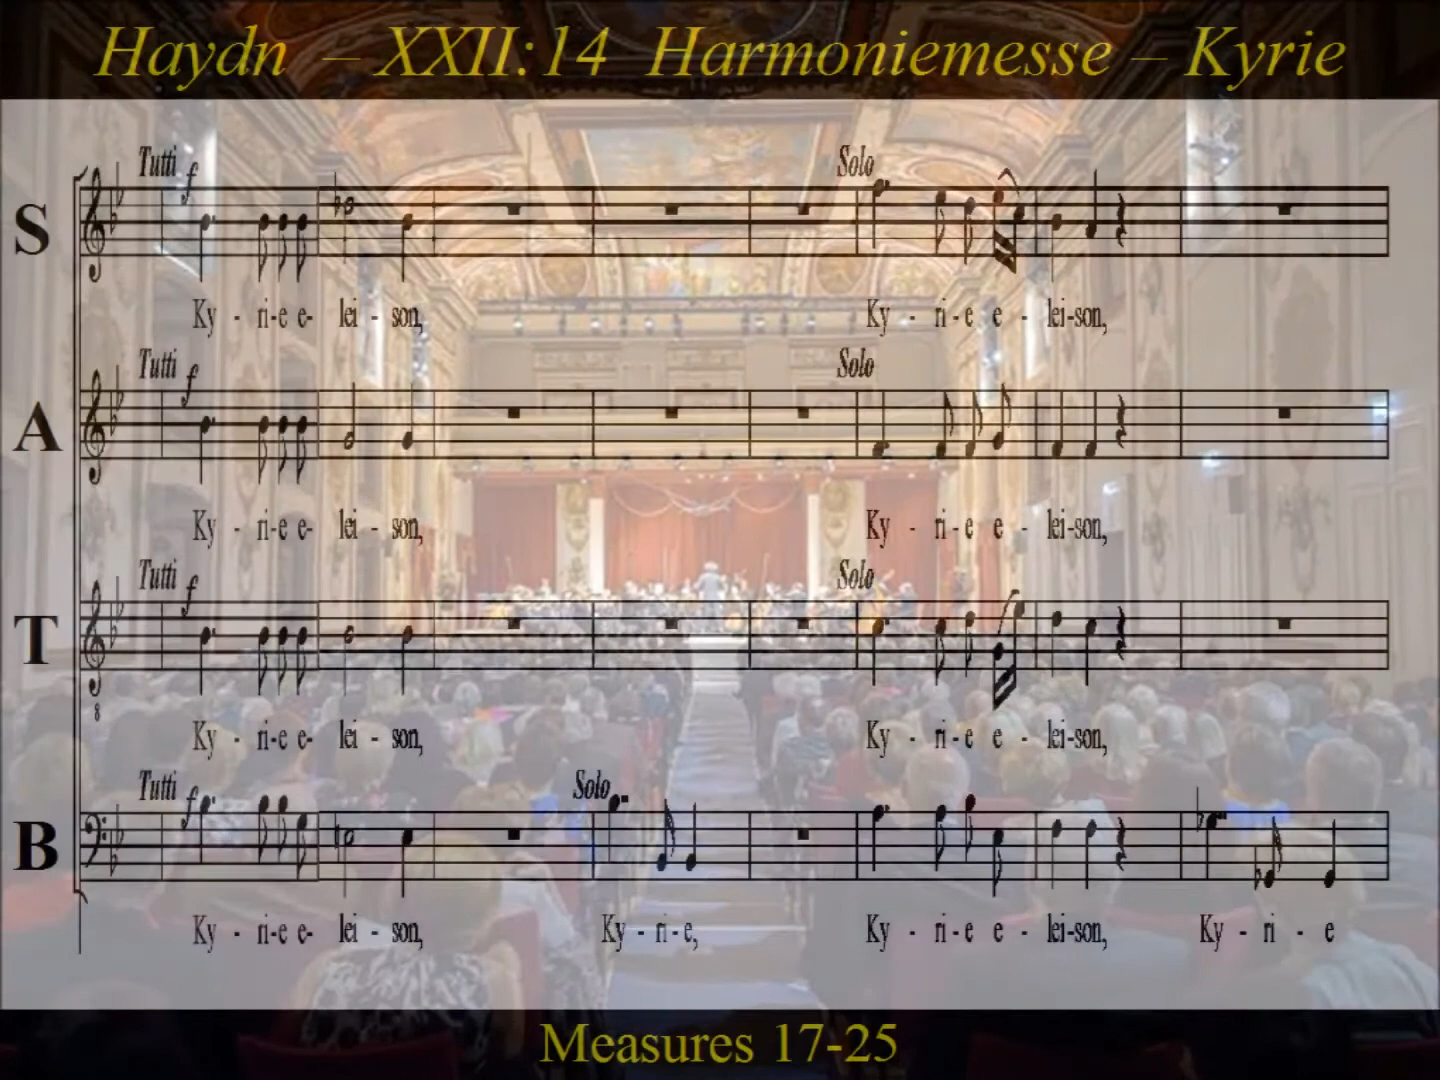 Haydn – XXII:14 Harmoniemesse – Kyrie
Tutti f Solo
S
Ky - ri-e e- lei - son, Ky - ri - e e - lei-son,
Tutti f Solo
A
Ky - ri-e e- lei - son, Ky - ri - e e - lei-son,
Tutti f Solo
T
8
Ky - ri-e e- lei - son, Ky - ri - e e - lei-son,
Tutti f Solo
B
Ky - ri-e e- lei - son, Ky - ri - e, Ky - ri - e e - lei-son, Ky - ri - e
Measures 17-25